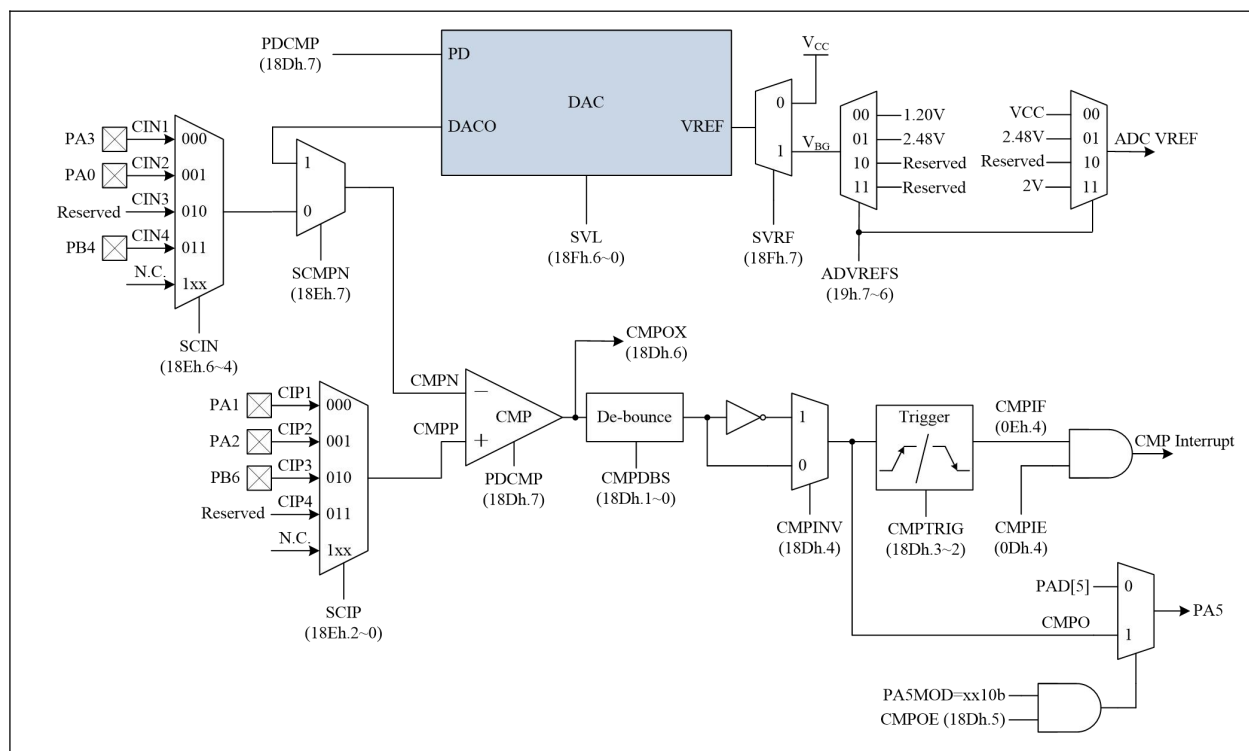 PDCMP
(18Dh.7)
PD
DAC
DACO
VREF
V_CC
0
1
V_BG
SVL
(18Fh.6~0)
SVRF
(18Fh.7)
00
01
10
11
1.20V
2.48V
Reserved
Reserved
VCC
2.48V
Reserved
2V
00
01
10
11
ADC VREF
ADVREFS
(19h.7~6)
PA3
CIN1
000
PA0
CIN2
001
Reserved
CIN3
010
PB4
CIN4
011
N.C.
1xx
SCIN
(18Eh.6~4)
1
0
SCMPN
(18Eh.7)
PA1
CIP1
000
PA2
CIP2
001
PB6
CIP3
010
Reserved
CIP4
011
N.C.
1xx
SCIP
(18Eh.2~0)
CMPN
CMPP
−
+
CMP
PDCMP
(18Dh.7)
CMPOX
(18Dh.6)
De-bounce
CMPDBS
(18Dh.1~0)
1
0
CMPINV
(18Dh.4)
Trigger
CMPTRIG
(18Dh.3~2)
CMPIF
(0Eh.4)
CMPIE
(0Dh.4)
CMP Interrupt
PAD[5]
0
CMPO
1
PA5
PA5MOD=xx10b
CMPOE (18Dh.5)